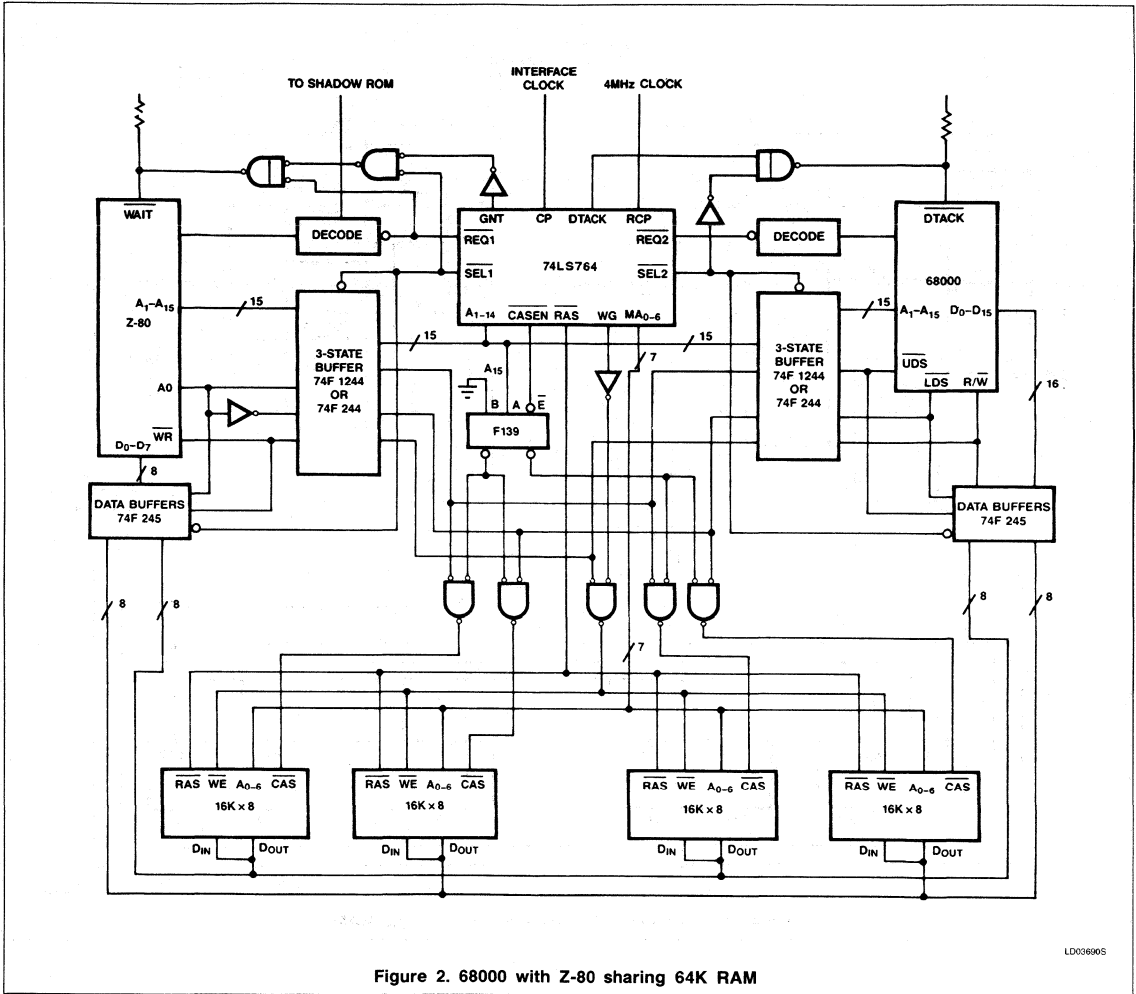 TO SHADOW ROM
INTERFACE
CLOCK
4MHz CLOCK
WAIT
DECODE
GNT CP DTACK RCP
REQ1 REQ2
74LS764
SEL1 SEL2
A1-14 CASEN RAS WG MA0-6
DECODE
DTACK
68000
A1–A15
Z-80
A0
WR
D0–D7
15
3-STATE
BUFFER
74F 1244
OR
74F 244
15
A15
B A E
F139
7
15
3-STATE
BUFFER
74F 1244
OR
74F 244
15
A1–A15 D0–D15
UDS
LDS R/W
16
8
DATA BUFFERS
74F 245
DATA BUFFERS
74F 245
8 8
8 8
7
RAS WE A0–6 CAS
16K × 8
DIN DOUT
RAS WE A0–6 CAS
16K × 8
DIN DOUT
RAS WE A0–6 CAS
16K × 8
DIN DOUT
RAS WE A0–6 CAS
16K × 8
DIN DOUT
LD03690S
Figure 2. 68000 with Z-80 sharing 64K RAM